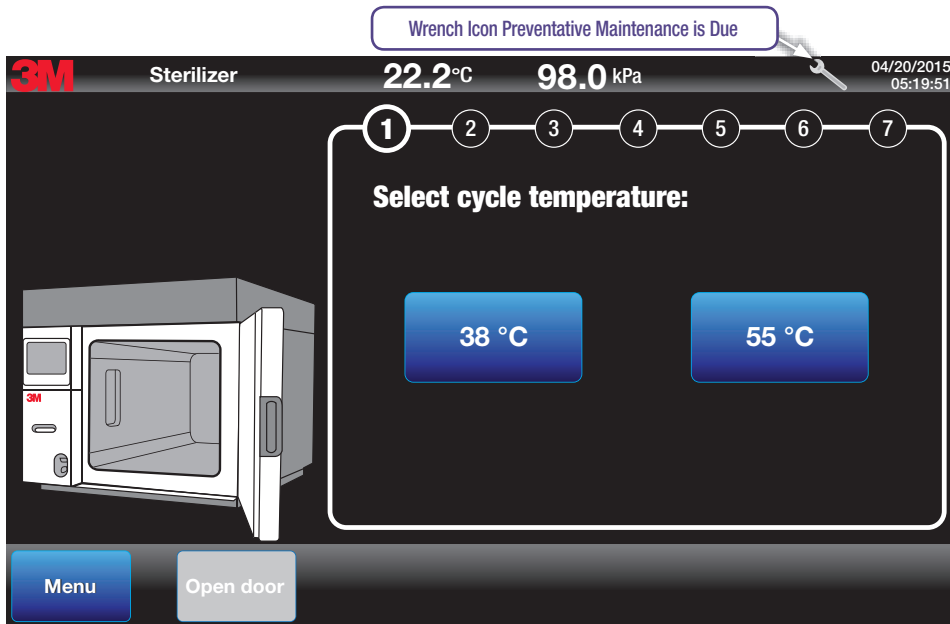 Wrench Icon Preventative Maintenance is Due
3M Sterilizer 22.2°C 98.0 kPa 04/20/2015
05:19:51
1 2 3 4 5 6 7
Select cycle temperature:
38 °C 55 °C
3M
Menu Open door